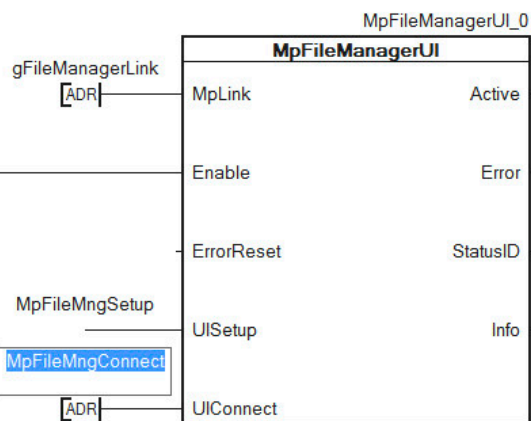 MpFileManagerUI_0
MpFileManagerUI
gFileManagerLink
ADR MpLink Active
Enable Error
ErrorReset StatusID
MpFileMngSetup
UISetup Info
MpFileMngConnect
ADR UIConnect